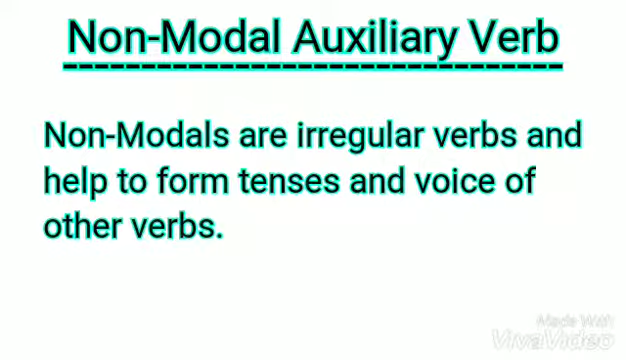 Non-Modal Auxiliary Verb
Non-Modals are irregular verbs and
help to form tenses and voice of
other verbs.
Made With
VivaVideo